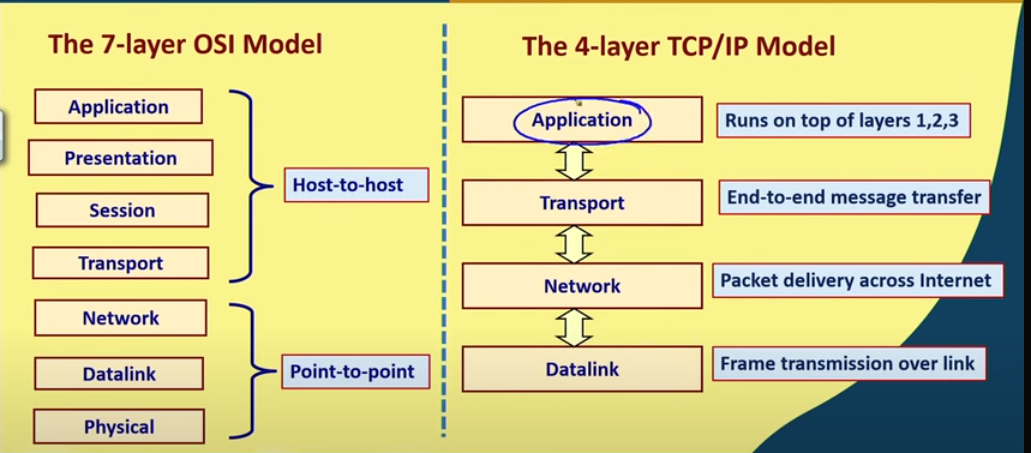 The 7-layer OSI Model
Application
Presentation
Session
Transport
Host-to-host
Network
Datalink
Physical
Point-to-point
The 4-layer TCP/IP Model
Application
Runs on top of layers 1,2,3
Transport
End-to-end message transfer
Network
Packet delivery across Internet
Datalink
Frame transmission over link